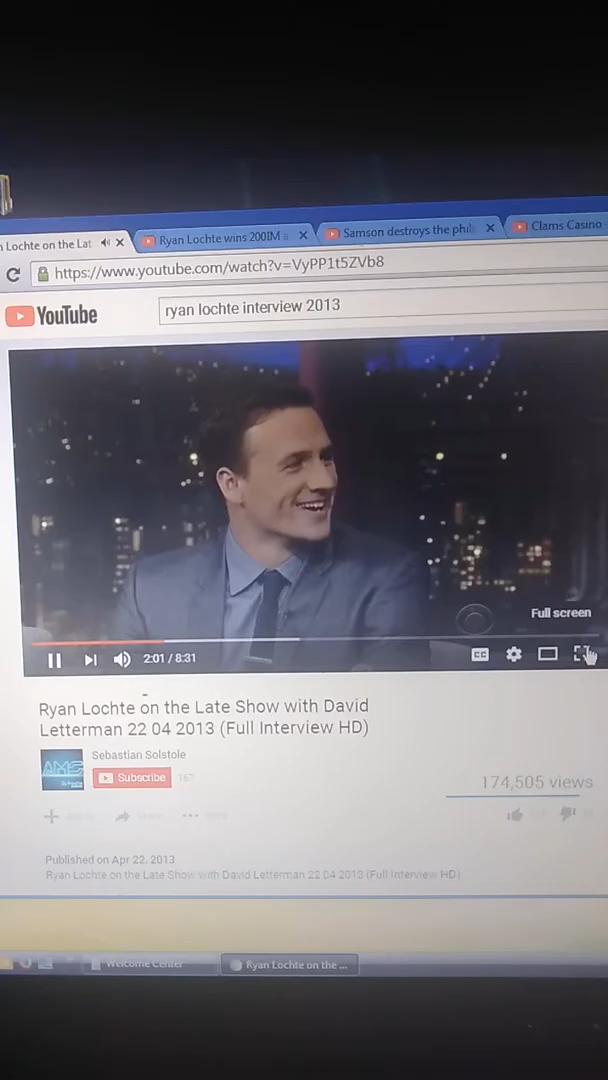 Lochte on the Lat
Ryan Lochte wins 200IM a
Samson destroys the phil
Clams Casino
https://www.youtube.com/watch?v=VyPP1t5ZVb8
YouTube
ryan lochte interview 2013
Full screen
2:01 / 8:31
CC
Ryan Lochte on the Late Show with David
Letterman 22 04 2013 (Full Interview HD)
AMS
Sebastian Solstole
Subscribe 167
174,505 views
Published on Apr 22, 2013
Ryan Lochte on the Late Show with David Letterman 22 04 2013 (Full Interview HD)
Welcome Center
Ryan Lochte on the ...